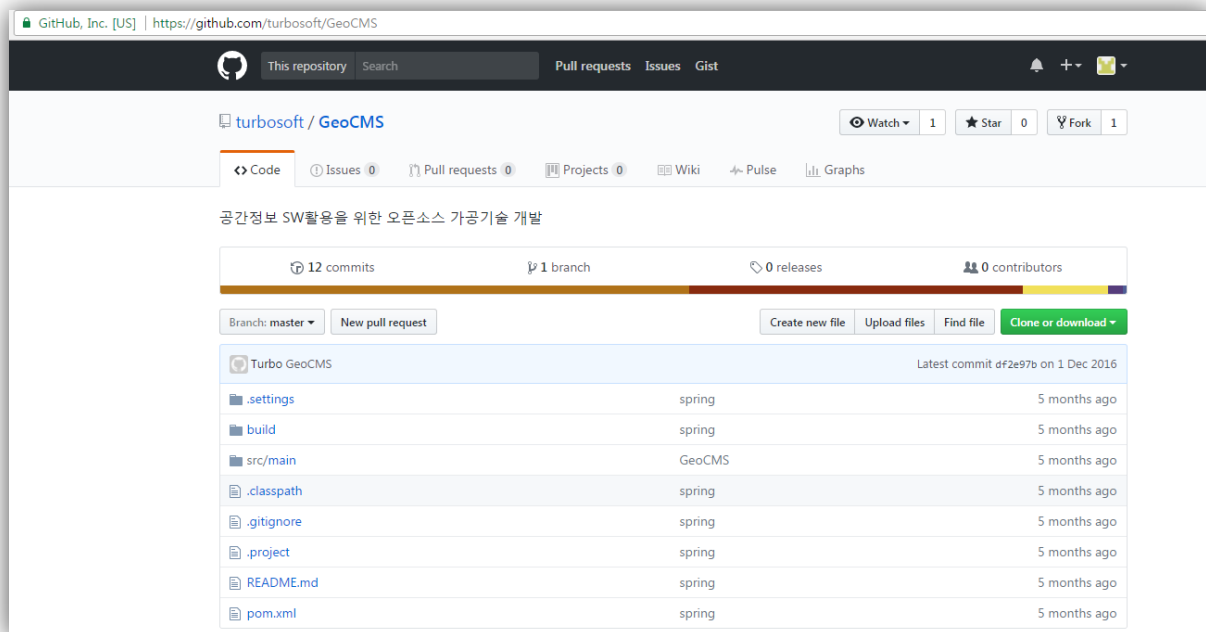 GitHub, Inc. [US] | https://github.com/turbosoft/GeoCMS
This repository Search Pull requests Issues Gist
turbosoft / GeoCMS Watch 1 Star 0 Fork 1
Code Issues 0 Pull requests 0 Projects 0 Wiki Pulse Graphs
공간정보 SW활용을 위한 오픈소스 가공기술 개발
12 commits 1 branch 0 releases 0 contributors
Branch: master New pull request Create new file Upload files Find file Clone or download
Turbo GeoCMS Latest commit df2e97b on 1 Dec 2016
.settings spring 5 months ago
build spring 5 months ago
src/main GeoCMS 5 months ago
.classpath spring 5 months ago
.gitignore spring 5 months ago
.project spring 5 months ago
README.md spring 5 months ago
pom.xml spring 5 months ago